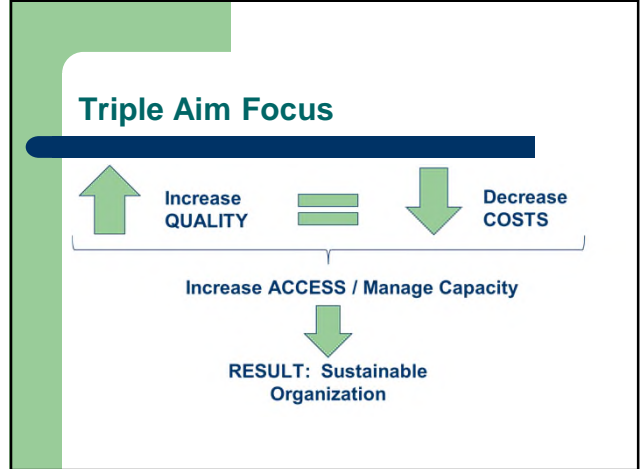 Triple Aim Focus
Increase
QUALITY
Decrease
COSTS
Increase ACCESS / Manage Capacity
RESULT: Sustainable
Organization